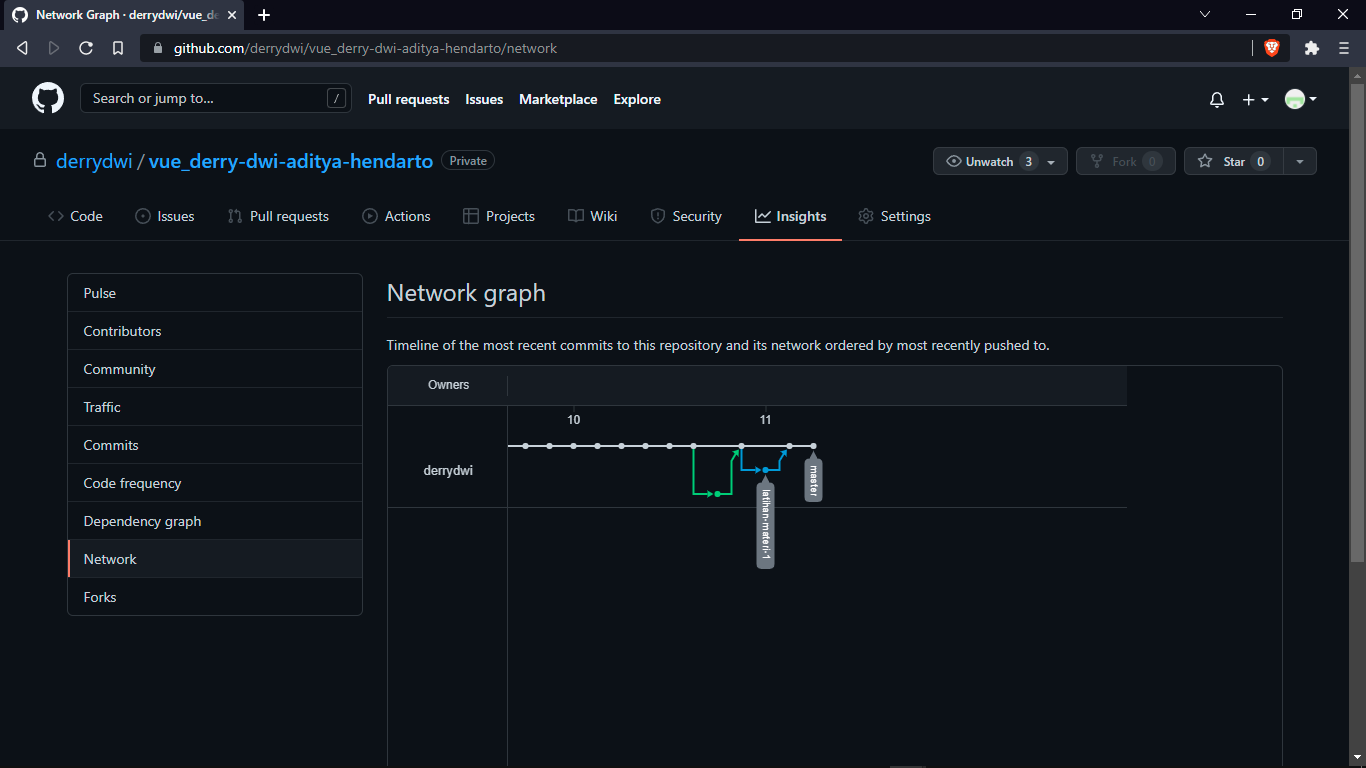 Network Graph · derrydwi/vue_de
github.com/derrydwi/vue_derry-dwi-aditya-hendarto/network
Search or jump to... /
Pull requests Issues Marketplace Explore
derrydwi / vue_derry-dwi-aditya-hendarto Private
Unwatch 3 Fork 0 Star 0
Code Issues Pull requests Actions Projects Wiki Security Insights Settings
Pulse
Contributors
Community
Traffic
Commits
Code frequency
Dependency graph
Network
Forks
Network graph
Timeline of the most recent commits to this repository and its network ordered by most recently pushed to.
Owners
10 11
derrydwi
master
latihan-materi-1